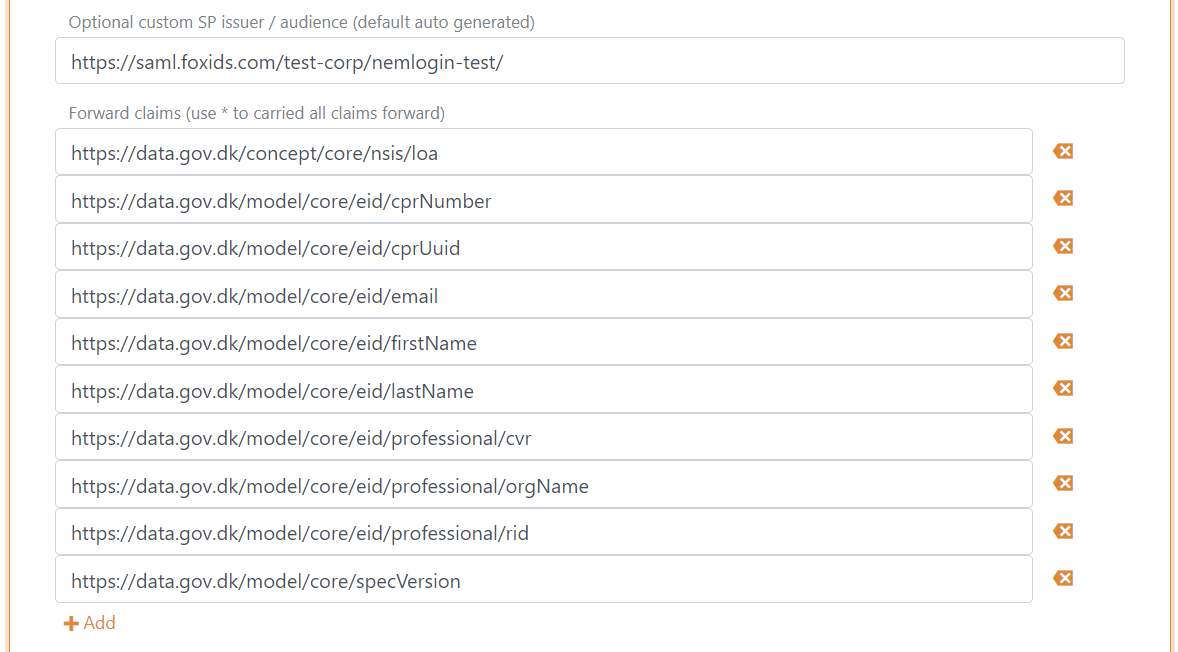 Optional custom SP issuer / audience (default auto generated)
https://saml.foxids.com/test-corp/nemlogin-test/
Forward claims (use * to carried all claims forward)
https://data.gov.dk/concept/core/nsis/loa
https://data.gov.dk/model/core/eid/cprNumber
https://data.gov.dk/model/core/eid/cprUuid
https://data.gov.dk/model/core/eid/email
https://data.gov.dk/model/core/eid/firstName
https://data.gov.dk/model/core/eid/lastName
https://data.gov.dk/model/core/eid/professional/cvr
https://data.gov.dk/model/core/eid/professional/orgName
https://data.gov.dk/model/core/eid/professional/rid
https://data.gov.dk/model/core/specVersion
Add